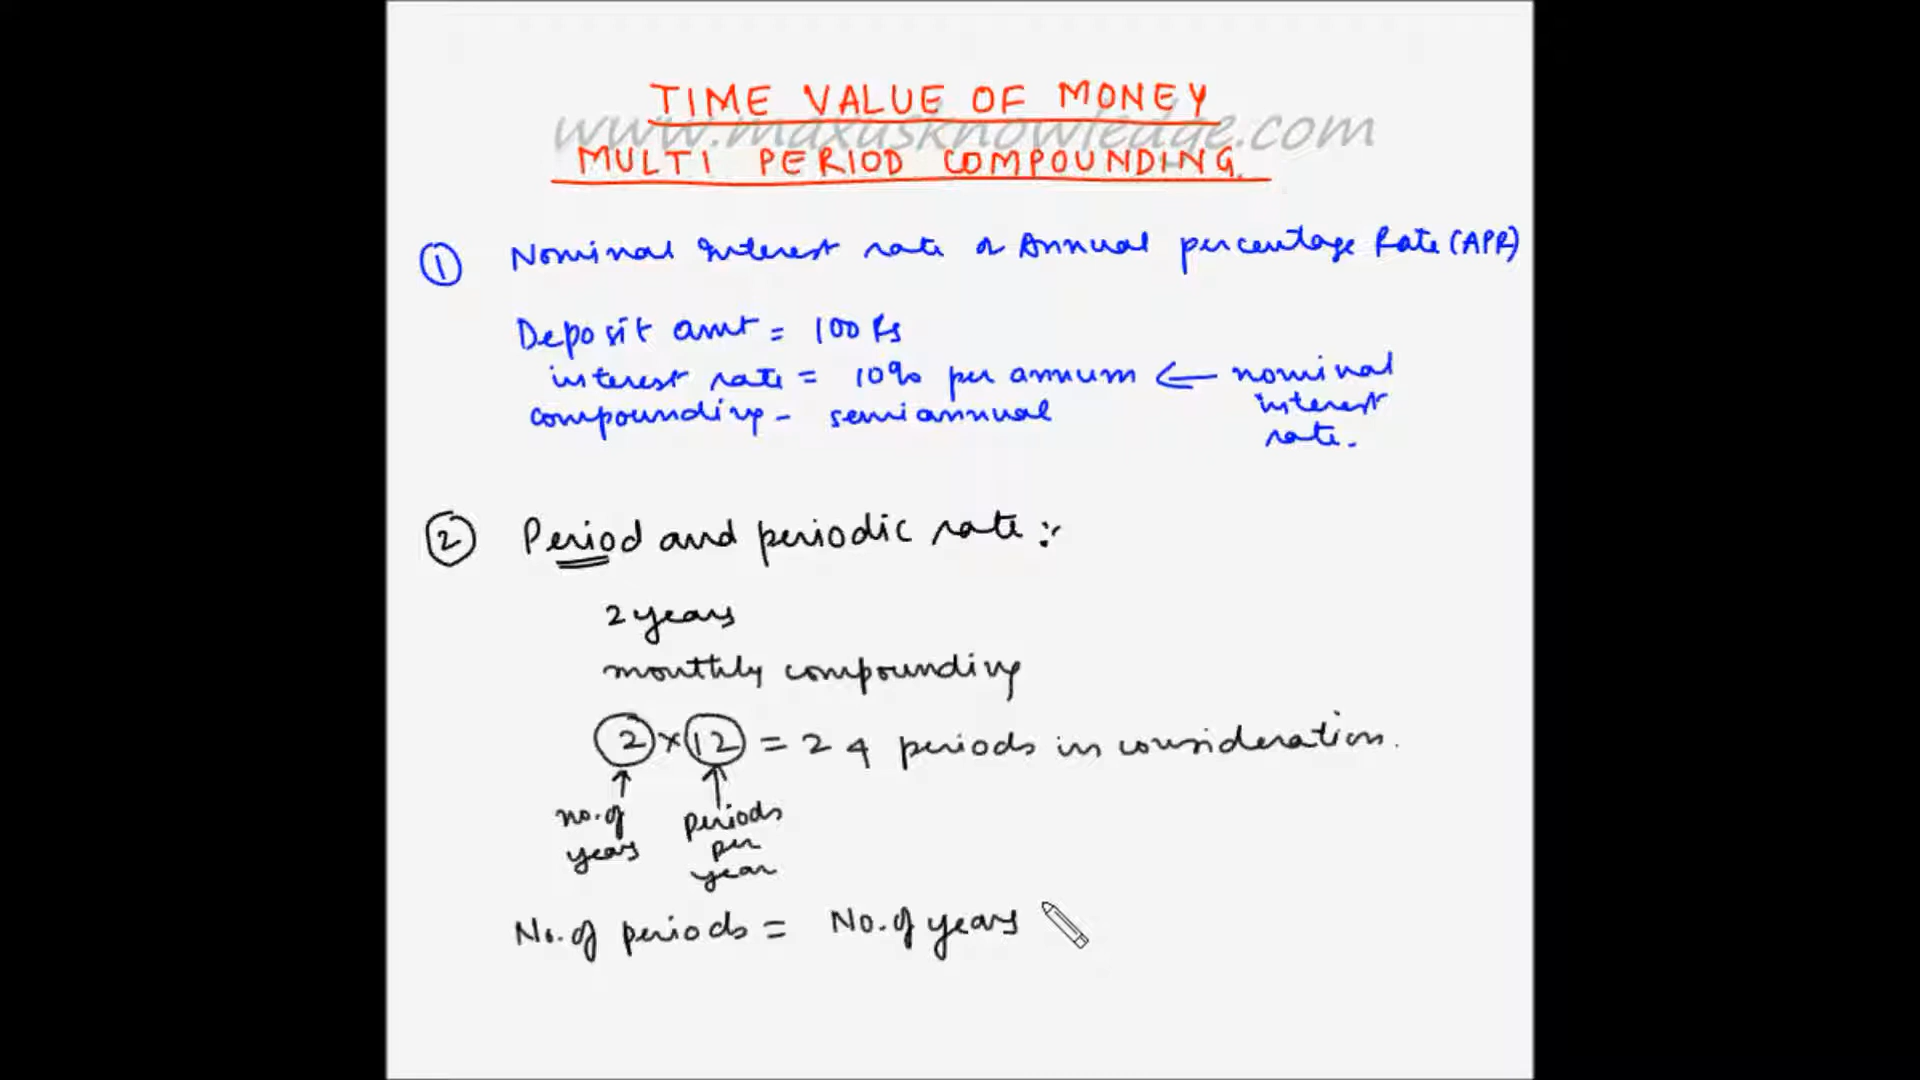 TIME VALUE OF MONEY
www.maxusknowledge.com
MULTI PERIOD COMPOUNDING.
1 Nominal Interest rate or Annual percentage Rate (APR)
Deposit amt = 100 Rs
interest rate = 10% per annum ← nominal
interest
rate.
compounding - semiannual
2 Period and periodic rate :-
2 years
monthly compounding
2 × 12 = 24 periods in consideration.
no. of
years
periods
per
year
No. of periods = No. of years